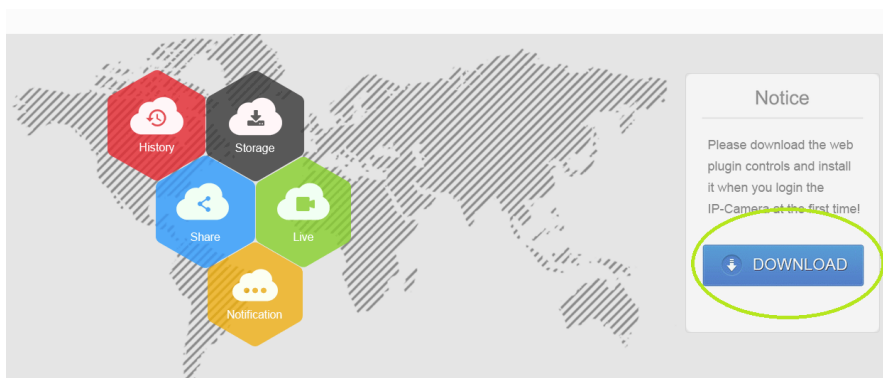 History
Storage
Share
Live
Notification
Notice
Please download the web
plugin controls and install
it when you login the
IP-Camera at the first time!
DOWNLOAD